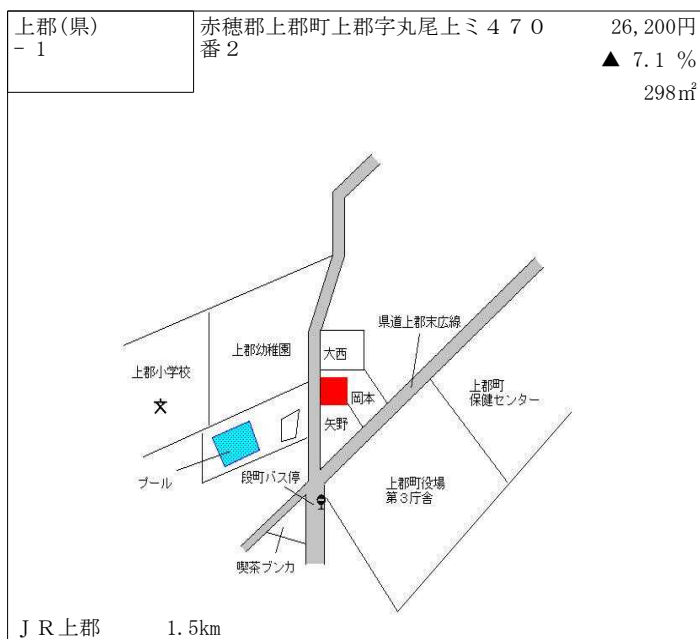 上郡(県)
- 1
赤穂郡上郡町上郡字丸尾上ミ４７０
番２
26,200円
▲ 7.1 %
298㎡
県道上郡末広線
上郡幼稚園
大西
上郡小学校
文
岡本
上郡町
保健センター
矢野
プール
段町バス停
上郡町役場
第３庁舎
喫茶ブンカ
ＪＲ上郡 1.5km